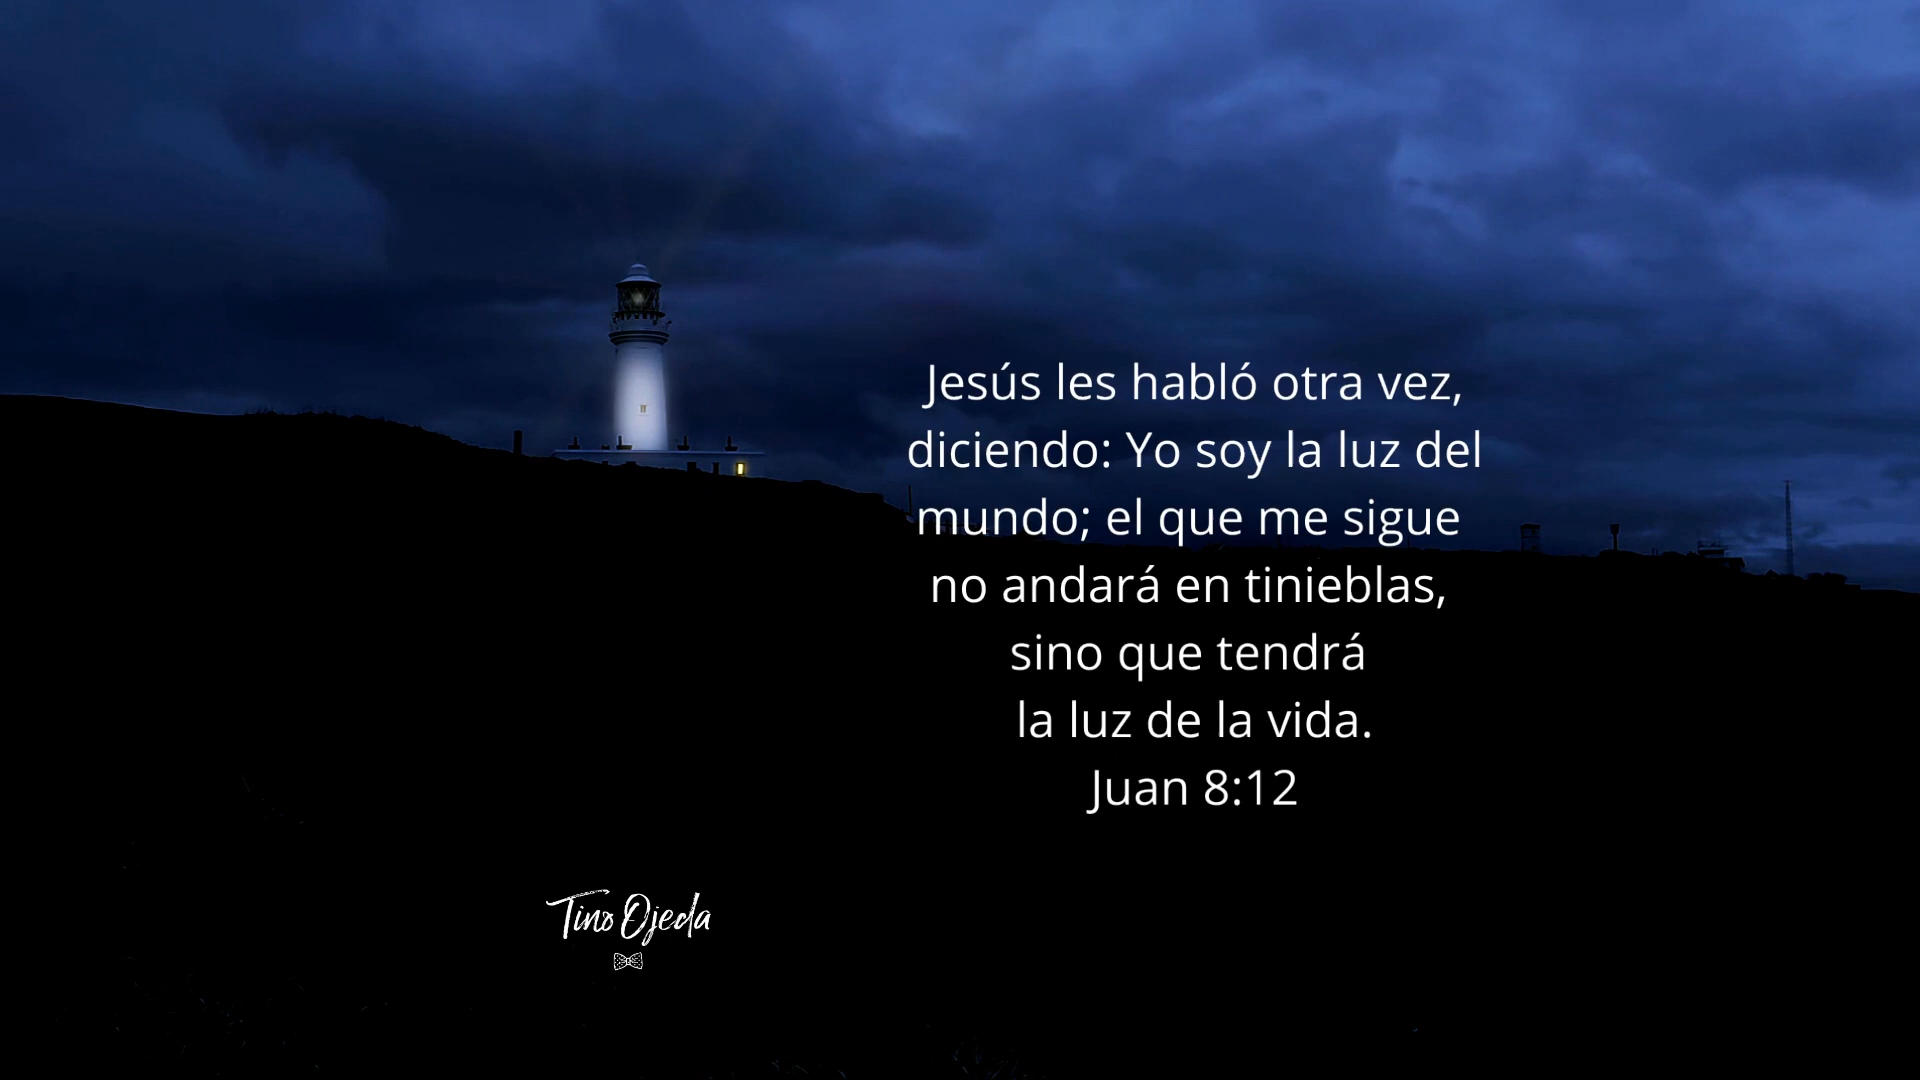 Jesús les habló otra vez,
diciendo: Yo soy la luz del
mundo; el que me sigue
no andará en tinieblas,
sino que tendrá
la luz de la vida.
Juan 8:12
Tino Ojeda